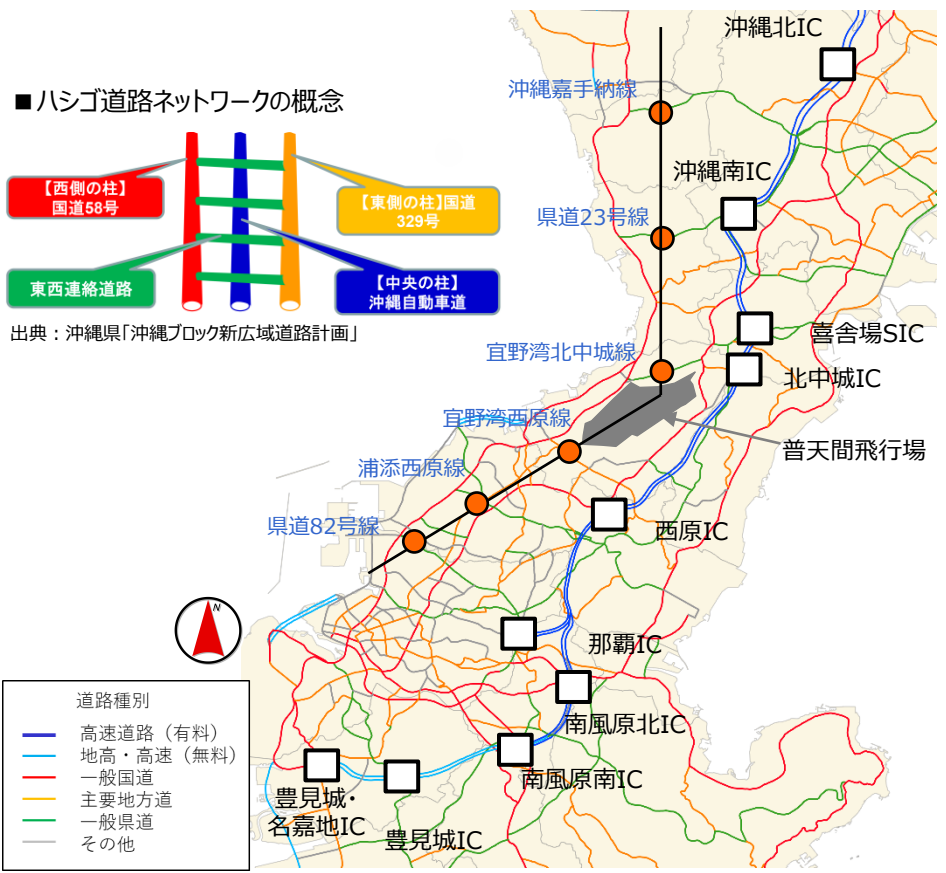 ■ハシゴ道路ネットワークの概念
【西側の柱】
国道58号
【東側の柱】国道
329号
東西連絡道路
【中央の柱】
沖縄自動車道
出典：沖縄県「沖縄ブロック新広域道路計画」
沖縄北IC
沖縄嘉手納線
沖縄南IC
県道23号線
喜舎場SIC
宜野湾北中城線
北中城IC
宜野湾西原線
普天間飛行場
浦添西原線
県道82号線
西原IC
N
那覇IC
南風原北IC
南風原南IC
豊見城・
名嘉地IC
豊見城IC
道路種別
高速道路（有料）
地高・高速（無料）
一般国道
主要地方道
一般県道
その他